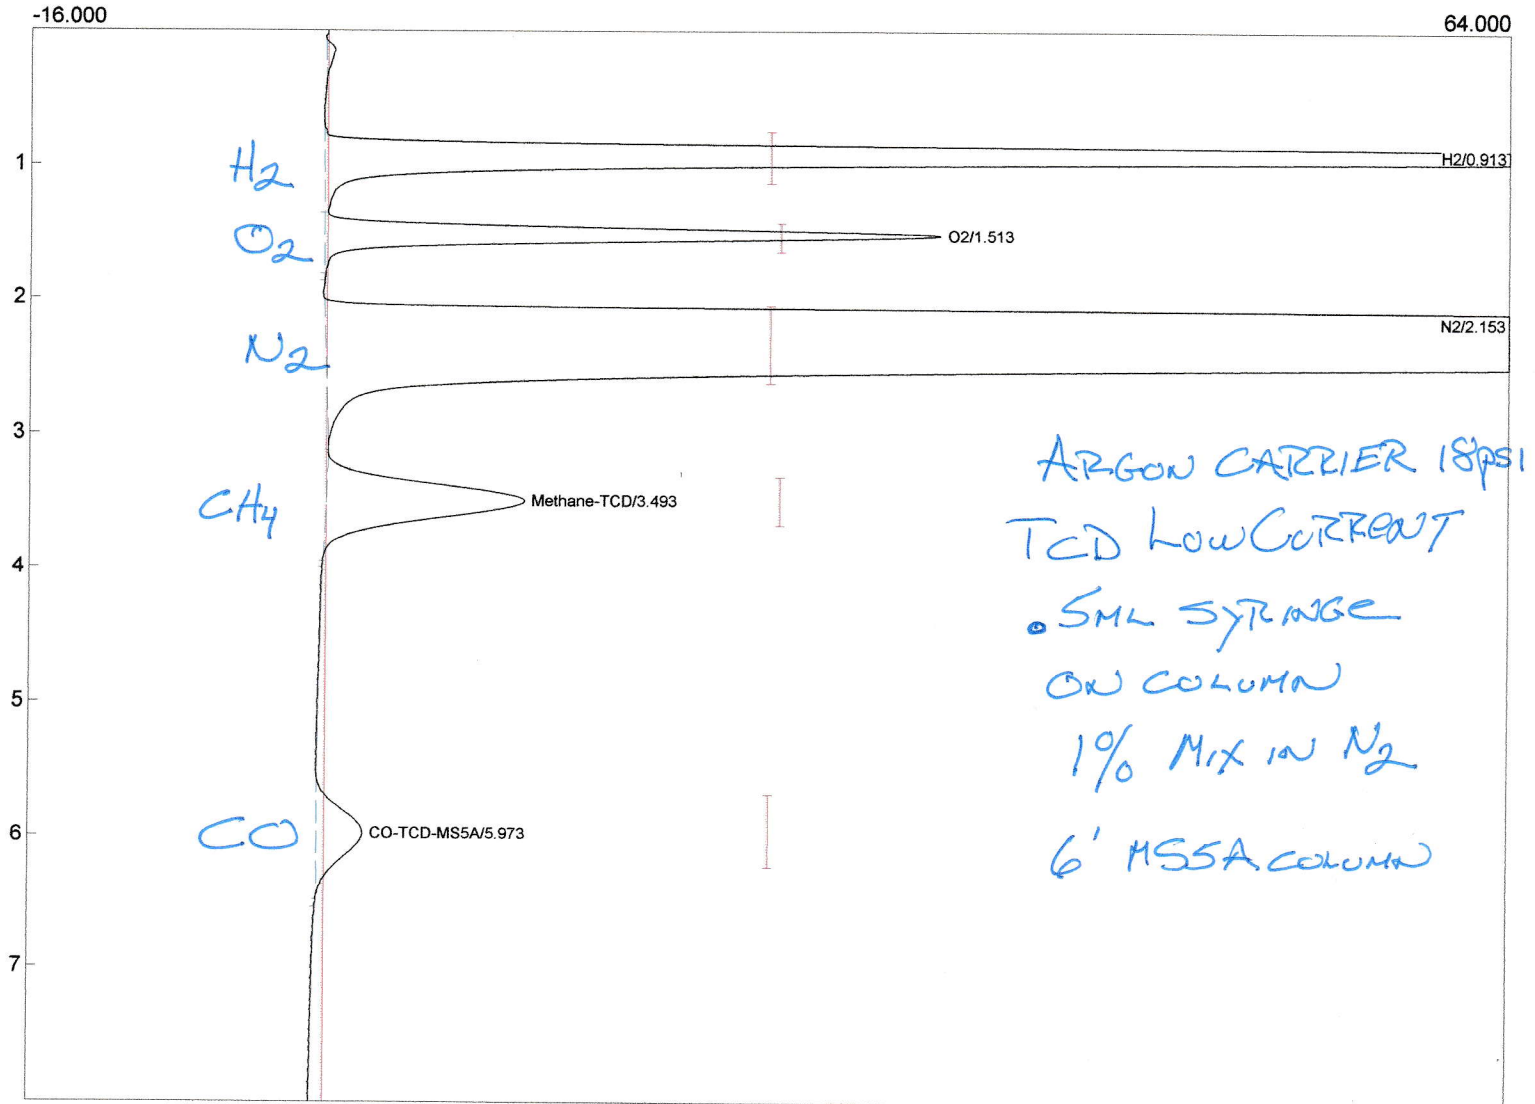 -16.000
64.000
1
H2
H2/0.913
O2
O2/1.513
2
N2
N2/2.153
3
ARGON CARRIER 18psi
CH4
Methane-TCD/3.493
TCD LOW CURRENT
4
.5ML SYRINGE
5
ON COLUMN
1% MIX IN N2
6
CO
CO-TCD-MS5A/5.973
6' MS5A COLUMN
7